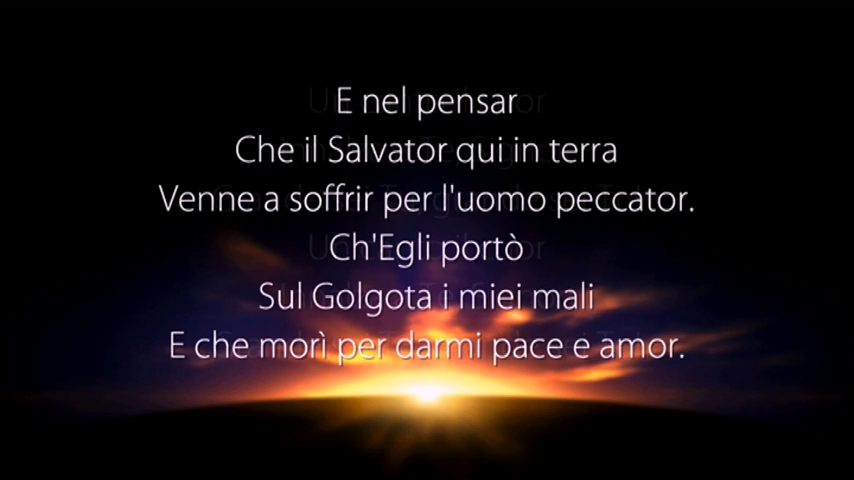 E nel pensar
Che il Salvator qui in terra
Venne a soffrir per l'uomo peccator.
Ch'Egli portò
Sul Golgota i miei mali
E che morì per darmi pace e amor.